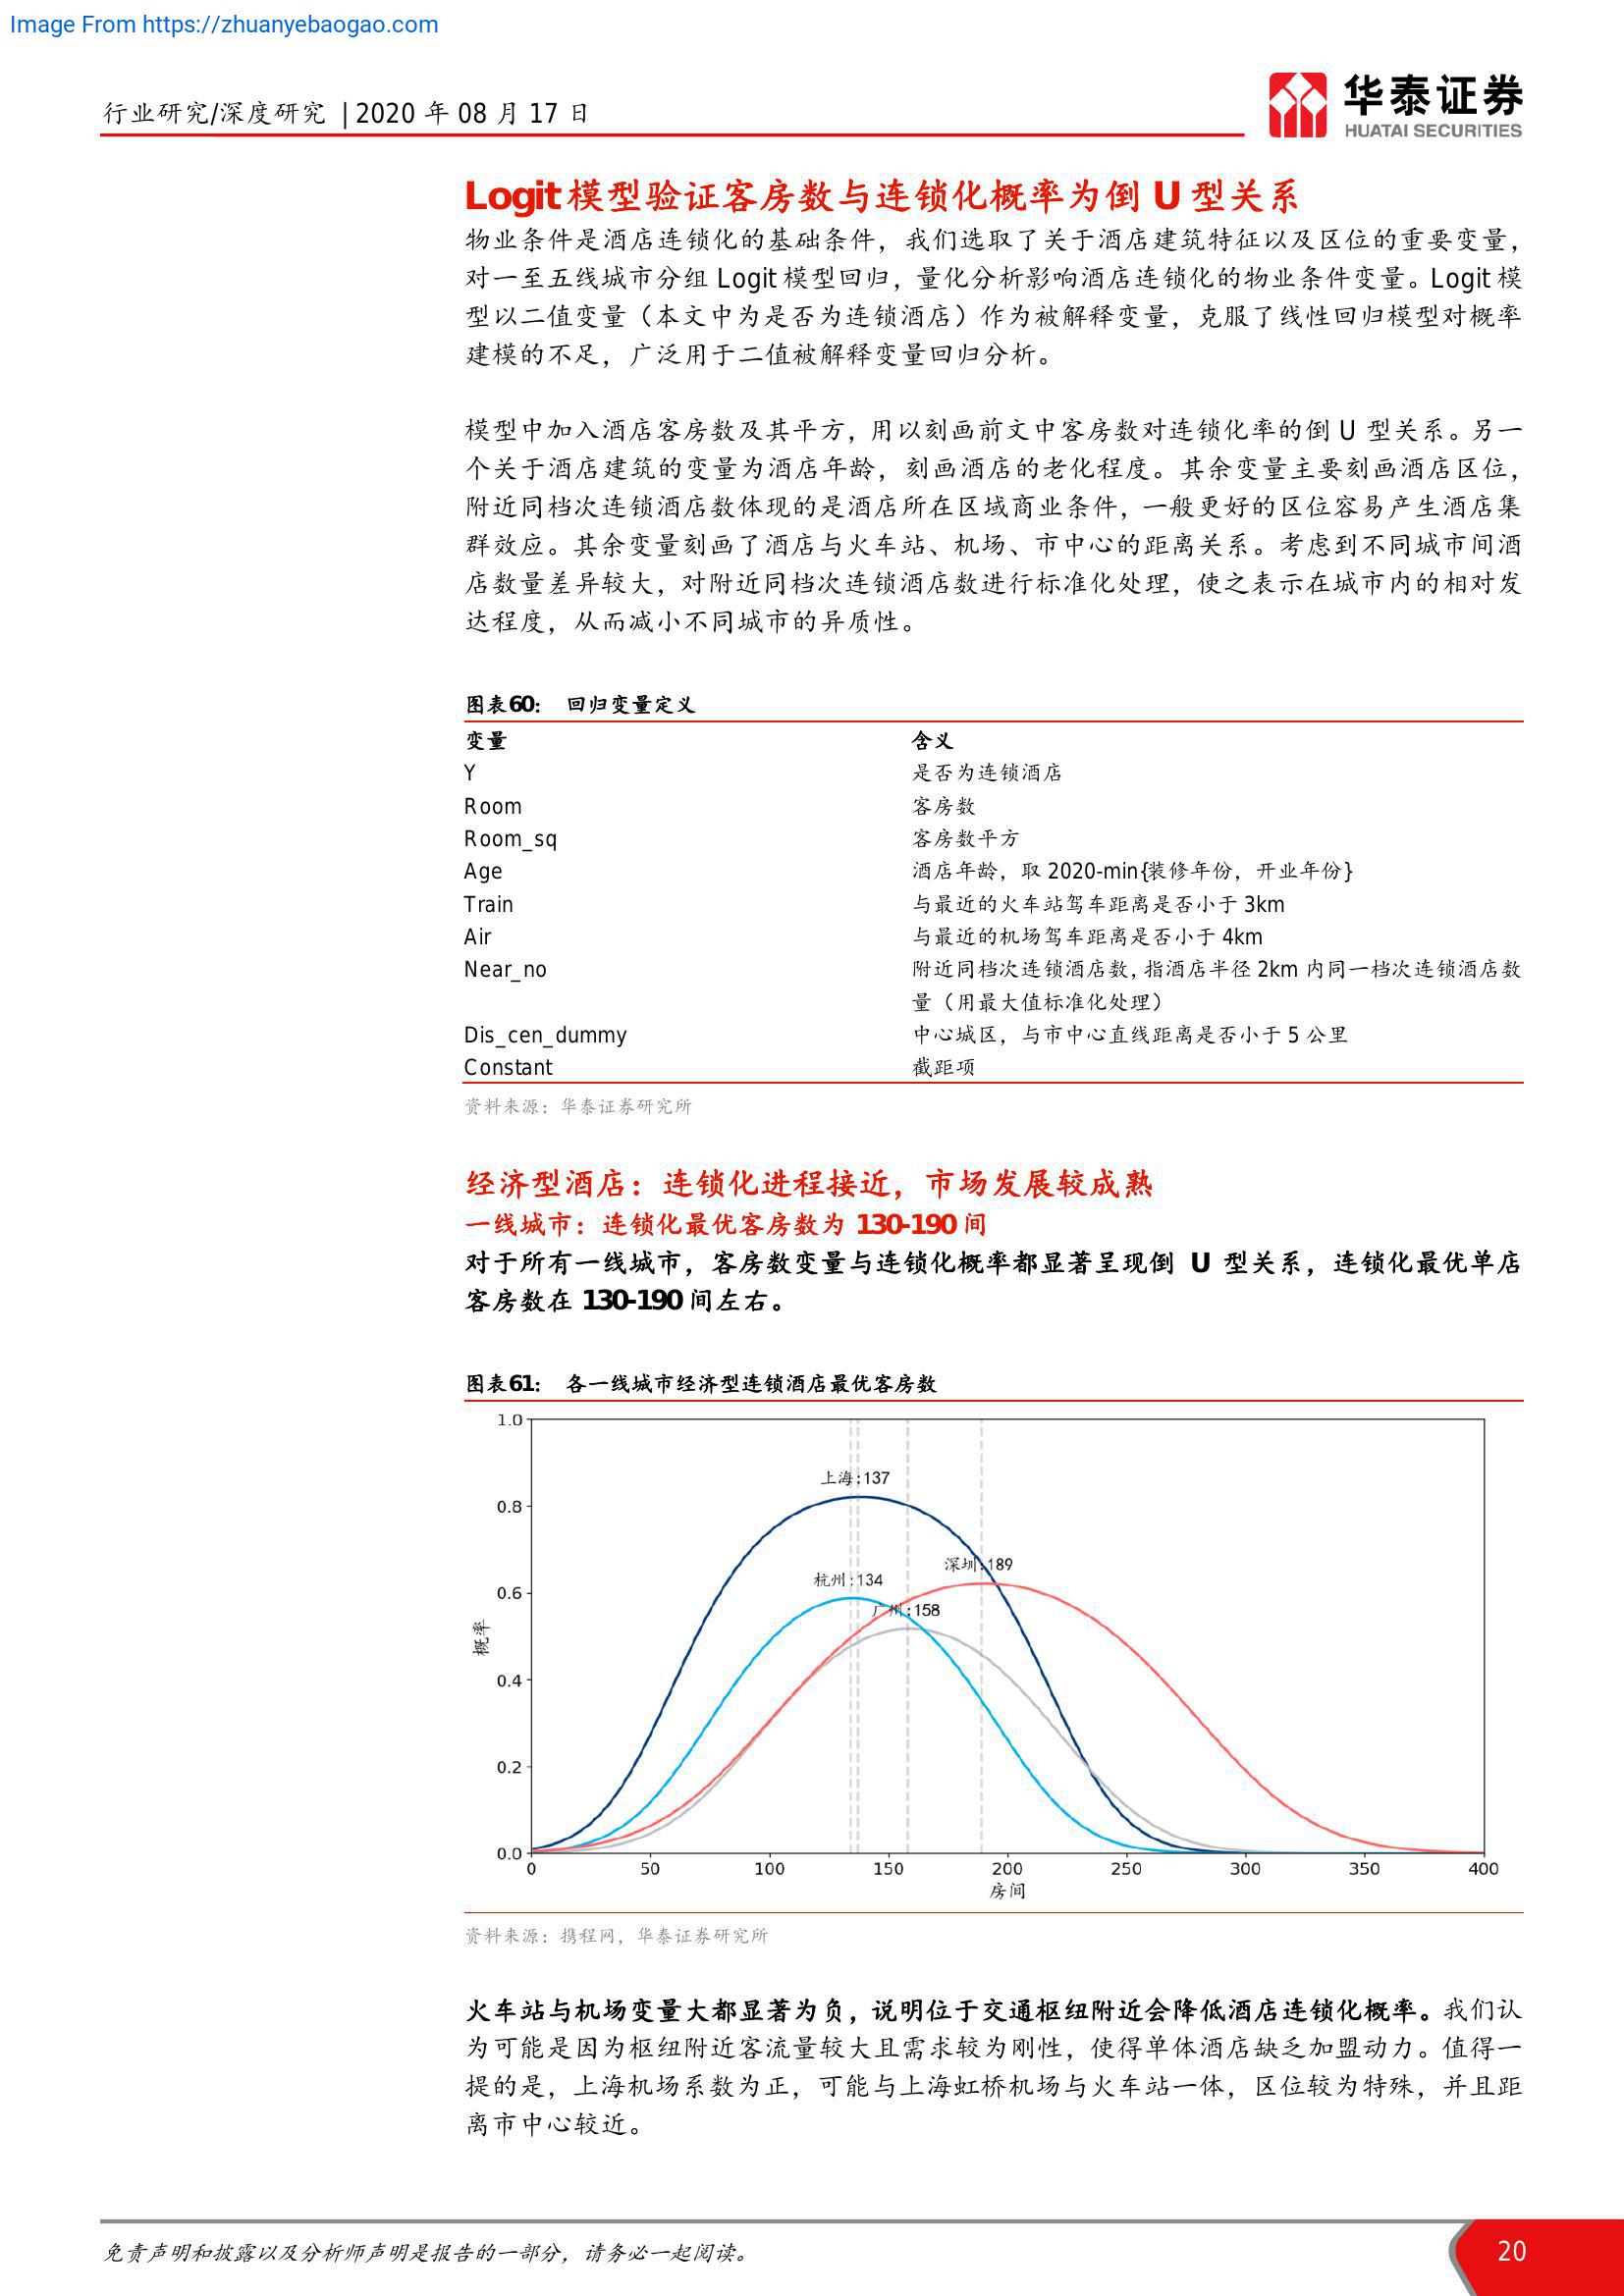 Image From https://zhuanyebaogao.com
行业研究/深度研究 | 2020 年 08 月 17 日
华泰证券
HUATAI SECURITIES
Logit 模型验证客房数与连锁化概率为倒 U 型关系
物业条件是酒店连锁化的基础条件，我们选取了关于酒店建筑特征以及区位的重要变量，
对一至五线城市分组 Logit 模型回归，量化分析影响酒店连锁化的物业条件变量。Logit 模
型以二值变量（本文中为是否为连锁酒店）作为被解释变量，克服了线性回归模型对概率
建模的不足，广泛用于二值被解释变量回归分析。
模型中加入酒店客房数及其平方，用以刻画前文中客房数对连锁化率的倒 U 型关系。另一
个关于酒店建筑的变量为酒店年龄，刻画酒店的老化程度。其余变量主要刻画酒店区位，
附近同档次连锁酒店数体现的是酒店所在区域商业条件，一般更好的区位容易产生酒店集
群效应。其余变量刻画了酒店与火车站、机场、市中心的距离关系。考虑到不同城市间酒
店数量差异较大，对附近同档次连锁酒店数进行标准化处理，使之表示在城市内的相对发
达程度，从而减小不同城市的异质性。
图表60： 回归变量定义
变量 含义
Y 是否为连锁酒店
Room 客房数
Room_sq 客房数平方
Age 酒店年龄，取 2020-min{装修年份，开业年份}
Train 与最近的火车站驾车距离是否小于 3km
Air 与最近的机场驾车距离是否小于 4km
Near_no 附近同档次连锁酒店数，指酒店半径 2km 内同一档次连锁酒店数
量（用最大值标准化处理）
Dis_cen_dummy 中心城区，与市中心直线距离是否小于 5 公里
Constant 截距项
资料来源：华泰证券研究所
经济型酒店：连锁化进程接近，市场发展较成熟
一线城市：连锁化最优客房数为 130-190 间
对于所有一线城市，客房数变量与连锁化概率都显著呈现倒 U 型关系，连锁化最优单店
客房数在 130-190 间左右。
图表61： 各一线城市经济型连锁酒店最优客房数
1.0
上海:137
0.8
深圳:189
杭州:134
0.6
广州:158
概率
0.4
0.2
0.0
0 50 100 150 200 250 300 350 400
房间
资料来源：携程网，华泰证券研究所
火车站与机场变量大都显著为负，说明位于交通枢纽附近会降低酒店连锁化概率。我们认
为可能是因为枢纽附近客流量较大且需求较为刚性，使得单体酒店缺乏加盟动力。值得一
提的是，上海机场系数为正，可能与上海虹桥机场与火车站一体，区位较为特殊，并且距
离市中心较近。
免责声明和披露以及分析师声明是报告的一部分，请务必一起阅读。
20